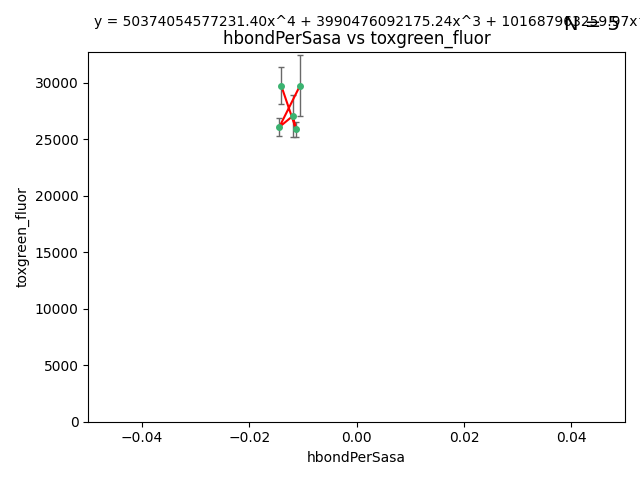 y = 50374054577231.40x^4 + 3990476092175.24x^3 +
N = 5
hbondPerSasa vs toxgreen_fluor
30000
25000
20000
15000
10000
5000
0
toxgreen_fluor
−0.04 −0.02 0.00 0.02 0.04
hbondPerSasa